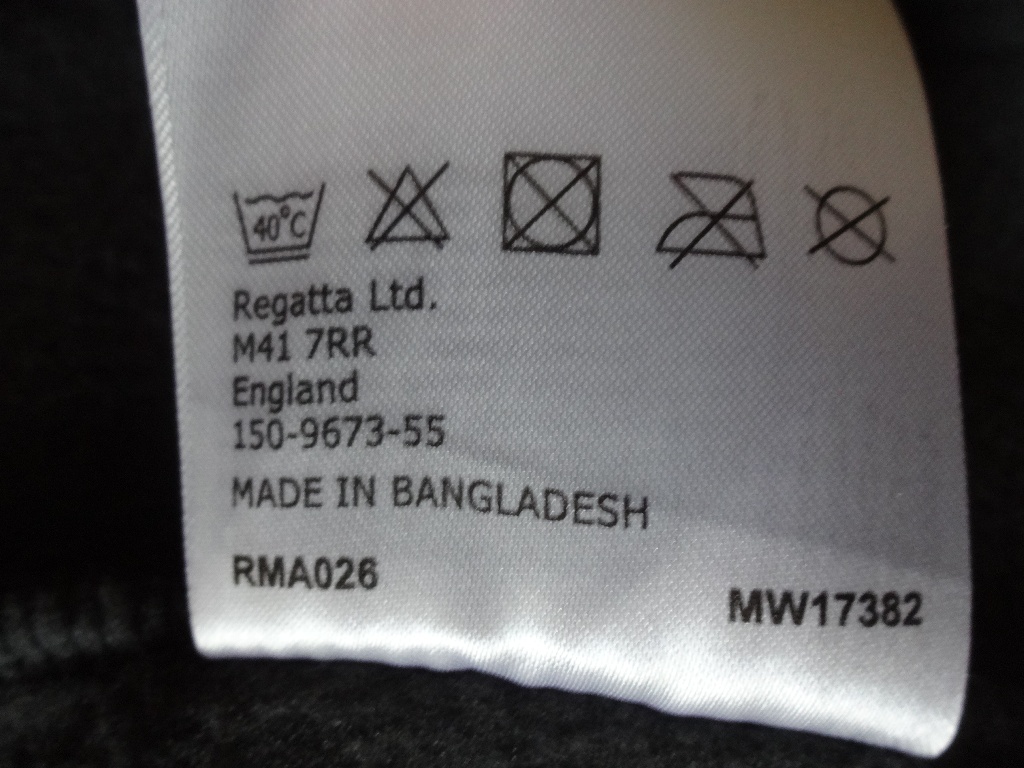 40°C
Regatta Ltd.
M41 7RR
England
150-9673-55
MADE IN BANGLADESH
RMA026
MW17382